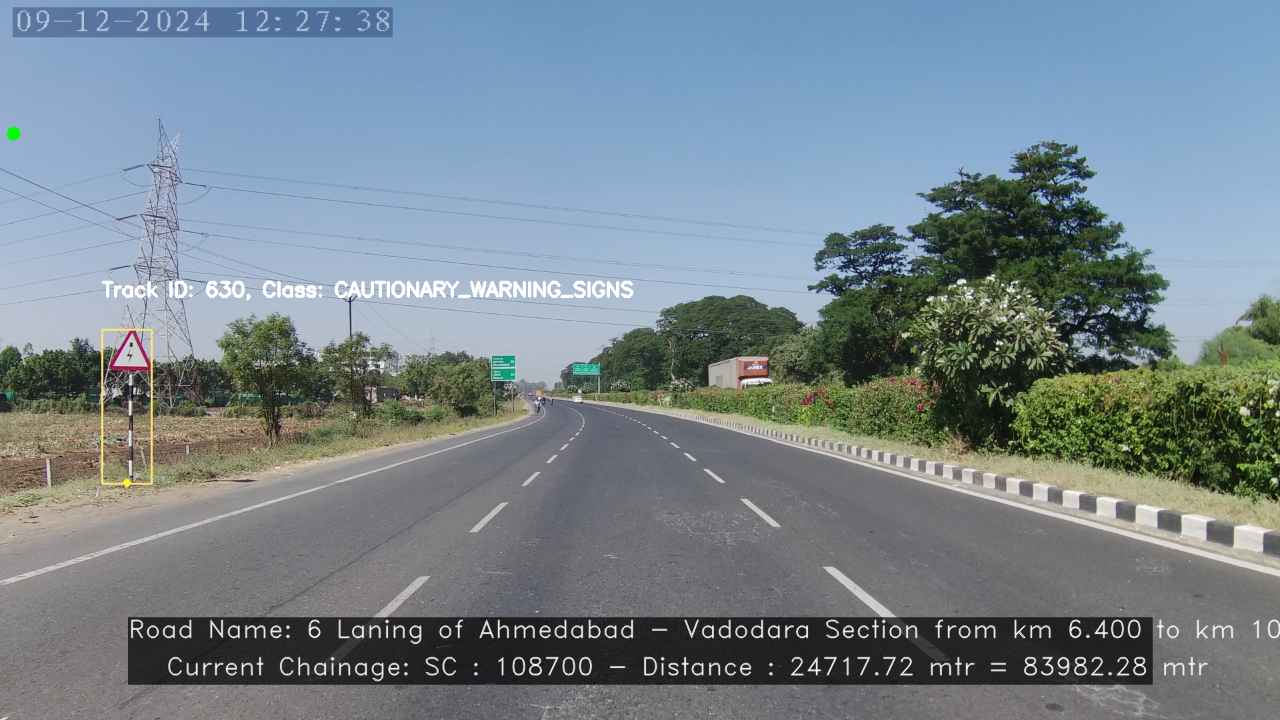 09-12-2024 12:27:38
Track ID: 630, Class: CAUTIONARY_WARNING_SIGNS
Road Name: 6 Laning of Ahmedabad - Vadodara Section from km 6.400 to km 10
Current Chainage: SC : 108700 - Distance : 24717.72 mtr = 83982.28 mtr